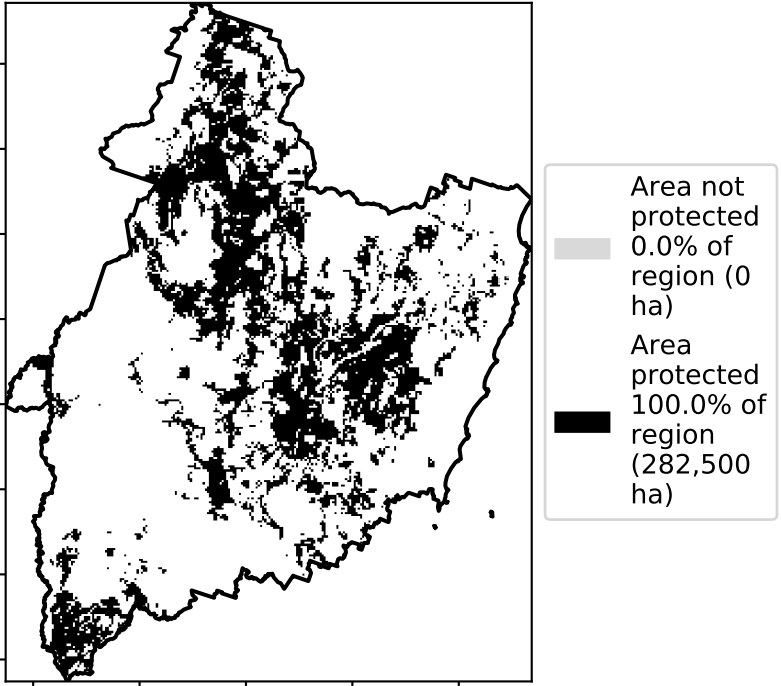 Area not
protected
0.0% of
region (0
ha)
Area
protected
100.0% of
region
(282,500
ha)